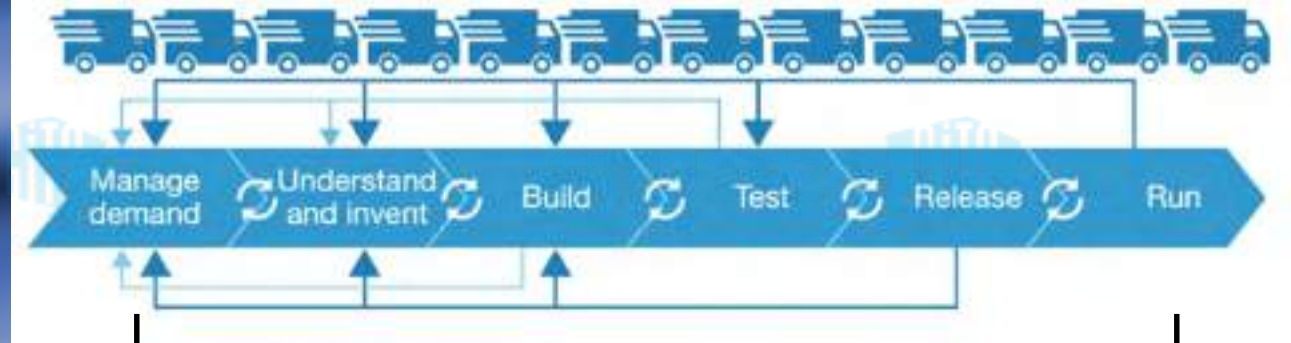 Manage
demand
Understand
and invent
Build
Test
Release
Run